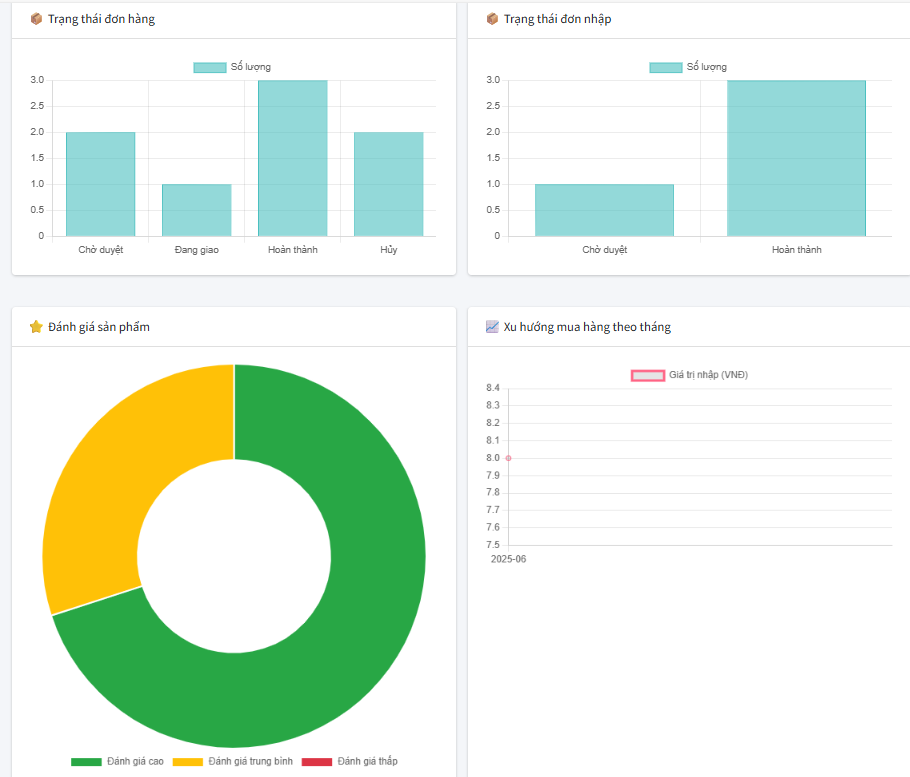 Trạng thái đơn hàng
Số lượng
3.0
2.5
2.0
1.5
1.0
0.5
0
Chờ duyệt Đang giao Hoản thành Hủy
Trạng thái đơn nhập
Số lượng
3.0
2.5
2.0
1.5
1.0
0.5
0
Chờ duyệt Hoàn thành
Đánh giá sản phẩm
Đánh giá cao Đánh giá trung bình Đánh giá thấp
Xu hướng mua hàng theo tháng
Giá trị nhập (VNĐ)
8.4
8.3
8.2
8.1
8.0
7.9
7.8
7.7
7.6
7.5
2025-06